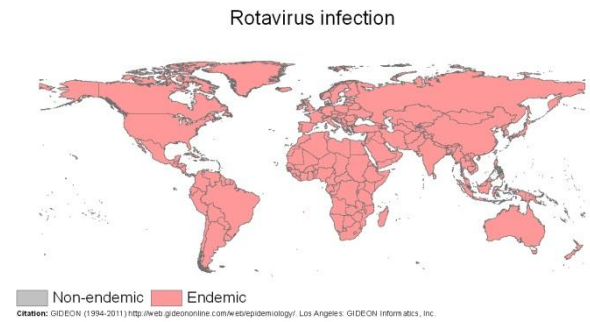 Rotavirus infection
Non-endemic Endemic
Citation: GIDEON (1994-2011) http://web.gideononline.com/web/epidemiology/. Los Angeles: GIDEON Informatics, Inc.